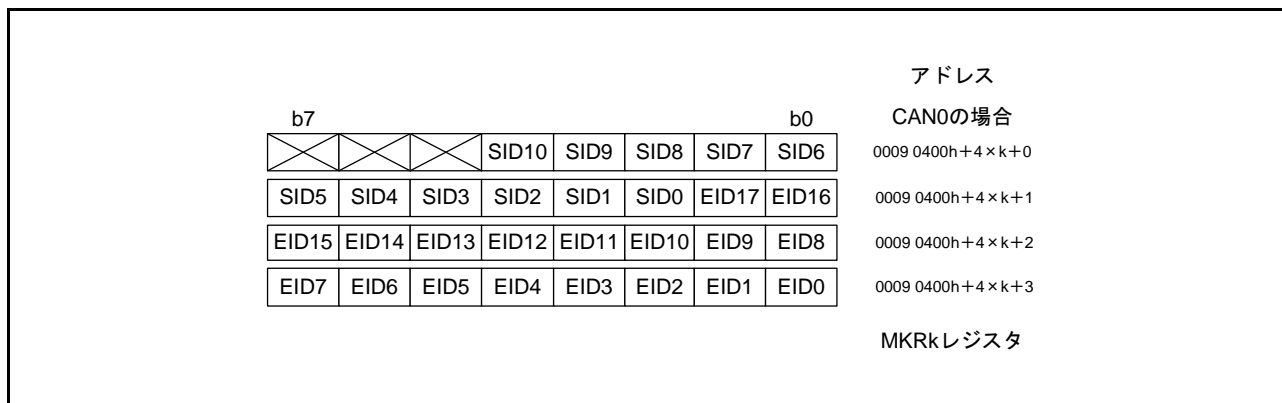 アドレス
b7 b0 CAN0の場合
SID10 SID9 SID8 SID7 SID6 0009 0400h+4×k+0
SID5 SID4 SID3 SID2 SID1 SID0 EID17 EID16 0009 0400h+4×k+1
EID15 EID14 EID13 EID12 EID11 EID10 EID9 EID8 0009 0400h+4×k+2
EID7 EID6 EID5 EID4 EID3 EID2 EID1 EID0 0009 0400h+4×k+3
MKRkレジスタ